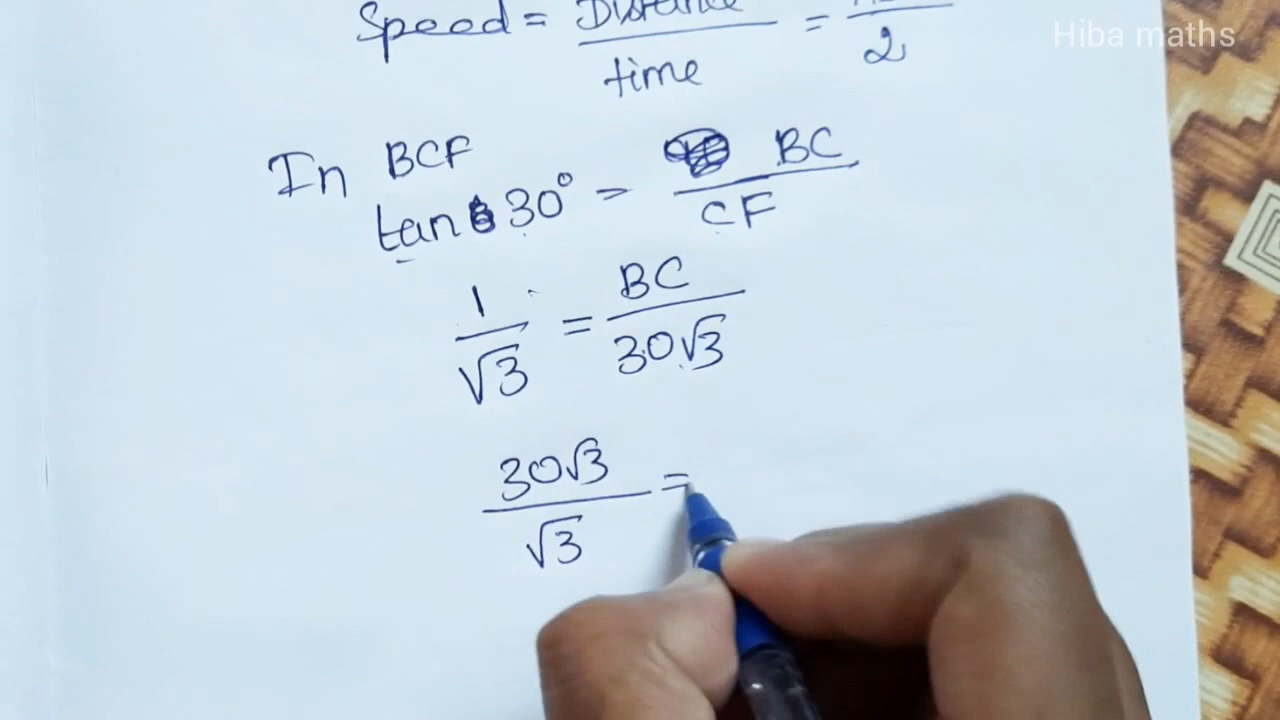 Speed = Distance / time = / 2
Hiba maths
In BCF
tan 30° = BC / CF
1 / √3 = BC / 30√3
30√3 / √3 =